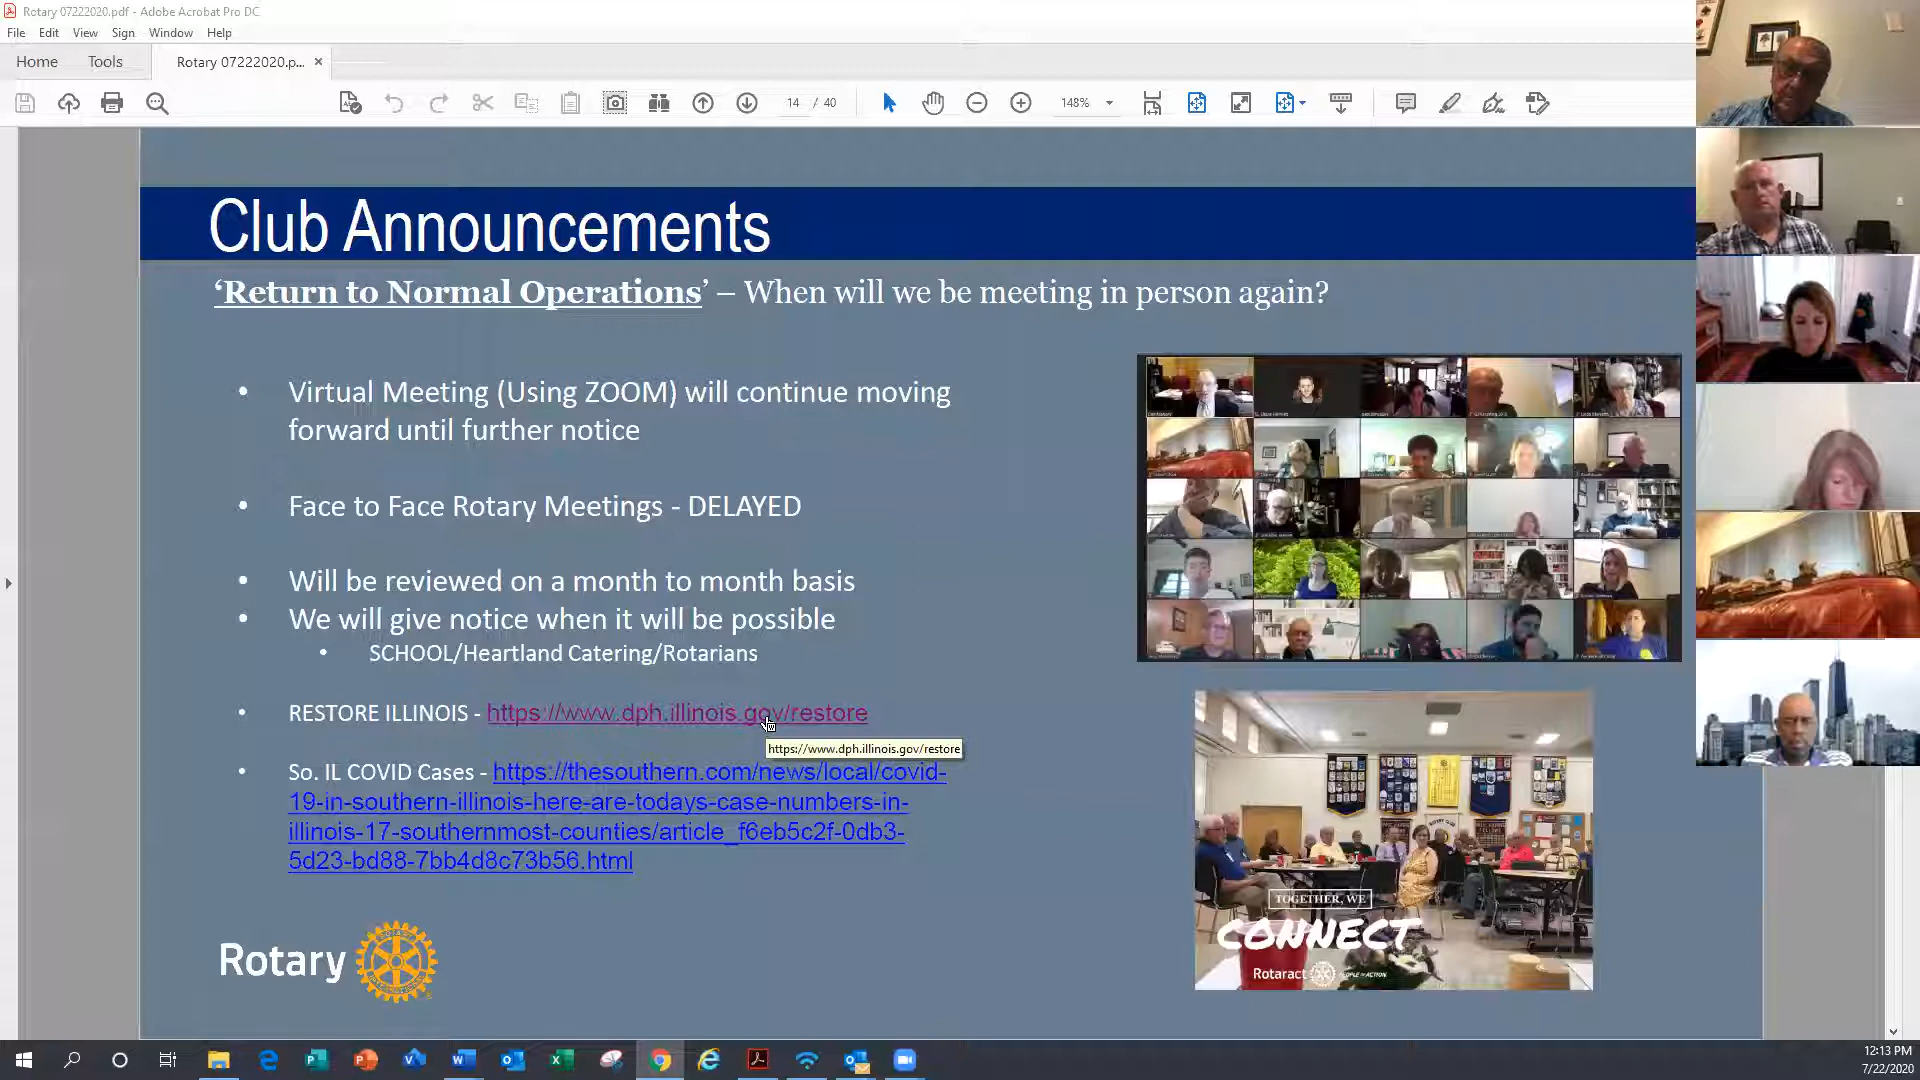 Rotary 07222020.pdf - Adobe Acrobat Pro DC
File Edit View Sign Window Help
Home Tools Rotary 07222020.p... ×
14 / 40 148%
Club Announcements
‘Return to Normal Operations’ – When will we be meeting in person again?
• Virtual Meeting (Using ZOOM) will continue moving
forward until further notice
• Face to Face Rotary Meetings - DELAYED
• Will be reviewed on a month to month basis
• We will give notice when it will be possible
• SCHOOL/Heartland Catering/Rotarians
• RESTORE ILLINOIS - https://www.dph.illinois.gov/restore
https://www.dph.illinois.gov/restore
• So. IL COVID Cases - https://thesouthern.com/news/local/covid-
19-in-southern-illinois-here-are-todays-case-numbers-in-
illinois-17-southernmost-counties/article_f6eb5c2f-0db3-
5d23-bd88-7bb4d8c73b56.html
TOGETHER, WE
CONNECT
Rotaract PEOPLE OF ACTION
Rotary
12:13 PM
7/22/2020